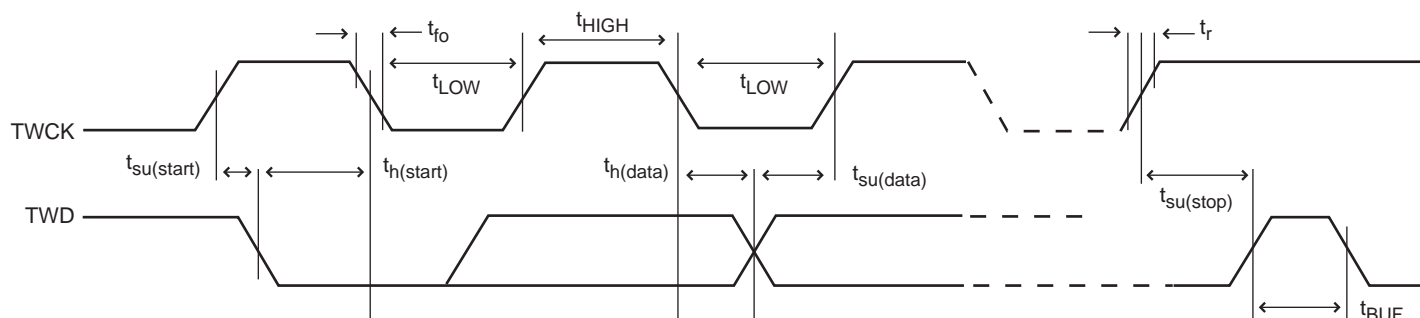 t_fo
t_HIGH
t_r
t_LOW
t_LOW
TWCK
t_su(start)
t_h(start)
t_h(data)
t_su(data)
t_su(stop)
TWD
t_BUF